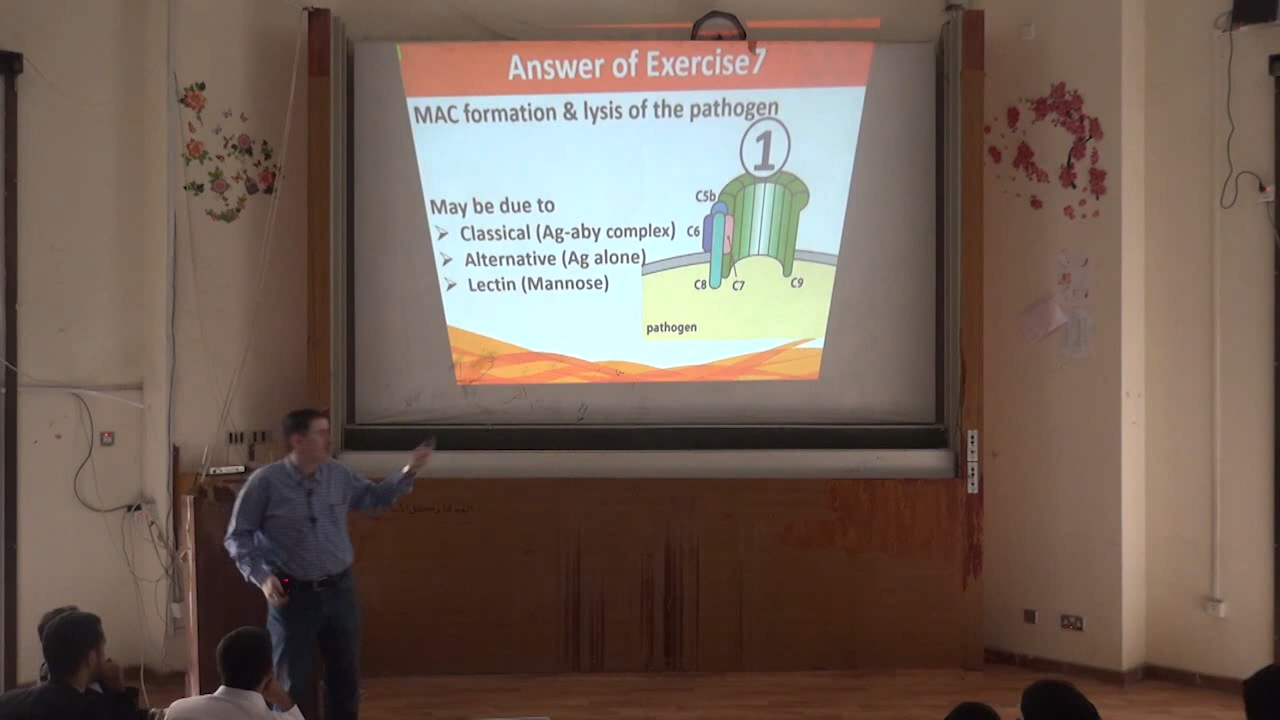 Answer of Exercise7
MAC formation & lysis of the pathogen
1
May be due to
➢ Classical (Ag-aby complex)
➢ Alternative (Ag alone)
➢ Lectin (Mannose)
C5b
C6
C8
C7
C9
pathogen